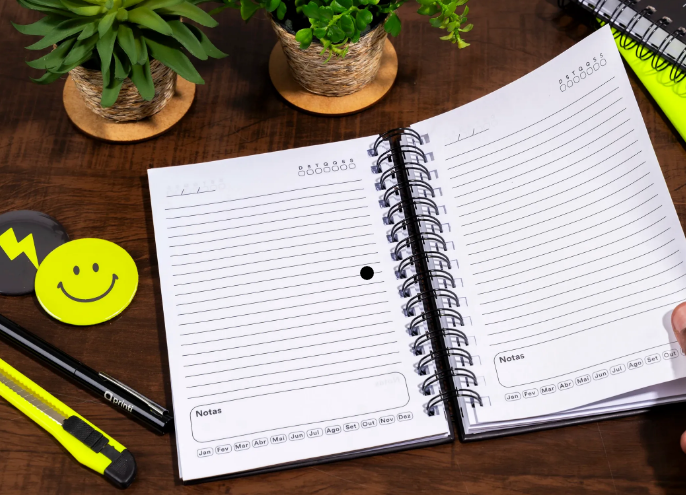 D S T Q Q S S
/ /
Notas
Jan Fev Mar Abr Mai Jun Jul Ago Set Out Nov Dez
D S T Q Q S S
/ /
Notas
Jan Fev Mar Abr Mai Jun Jul Ago Set Out
printi